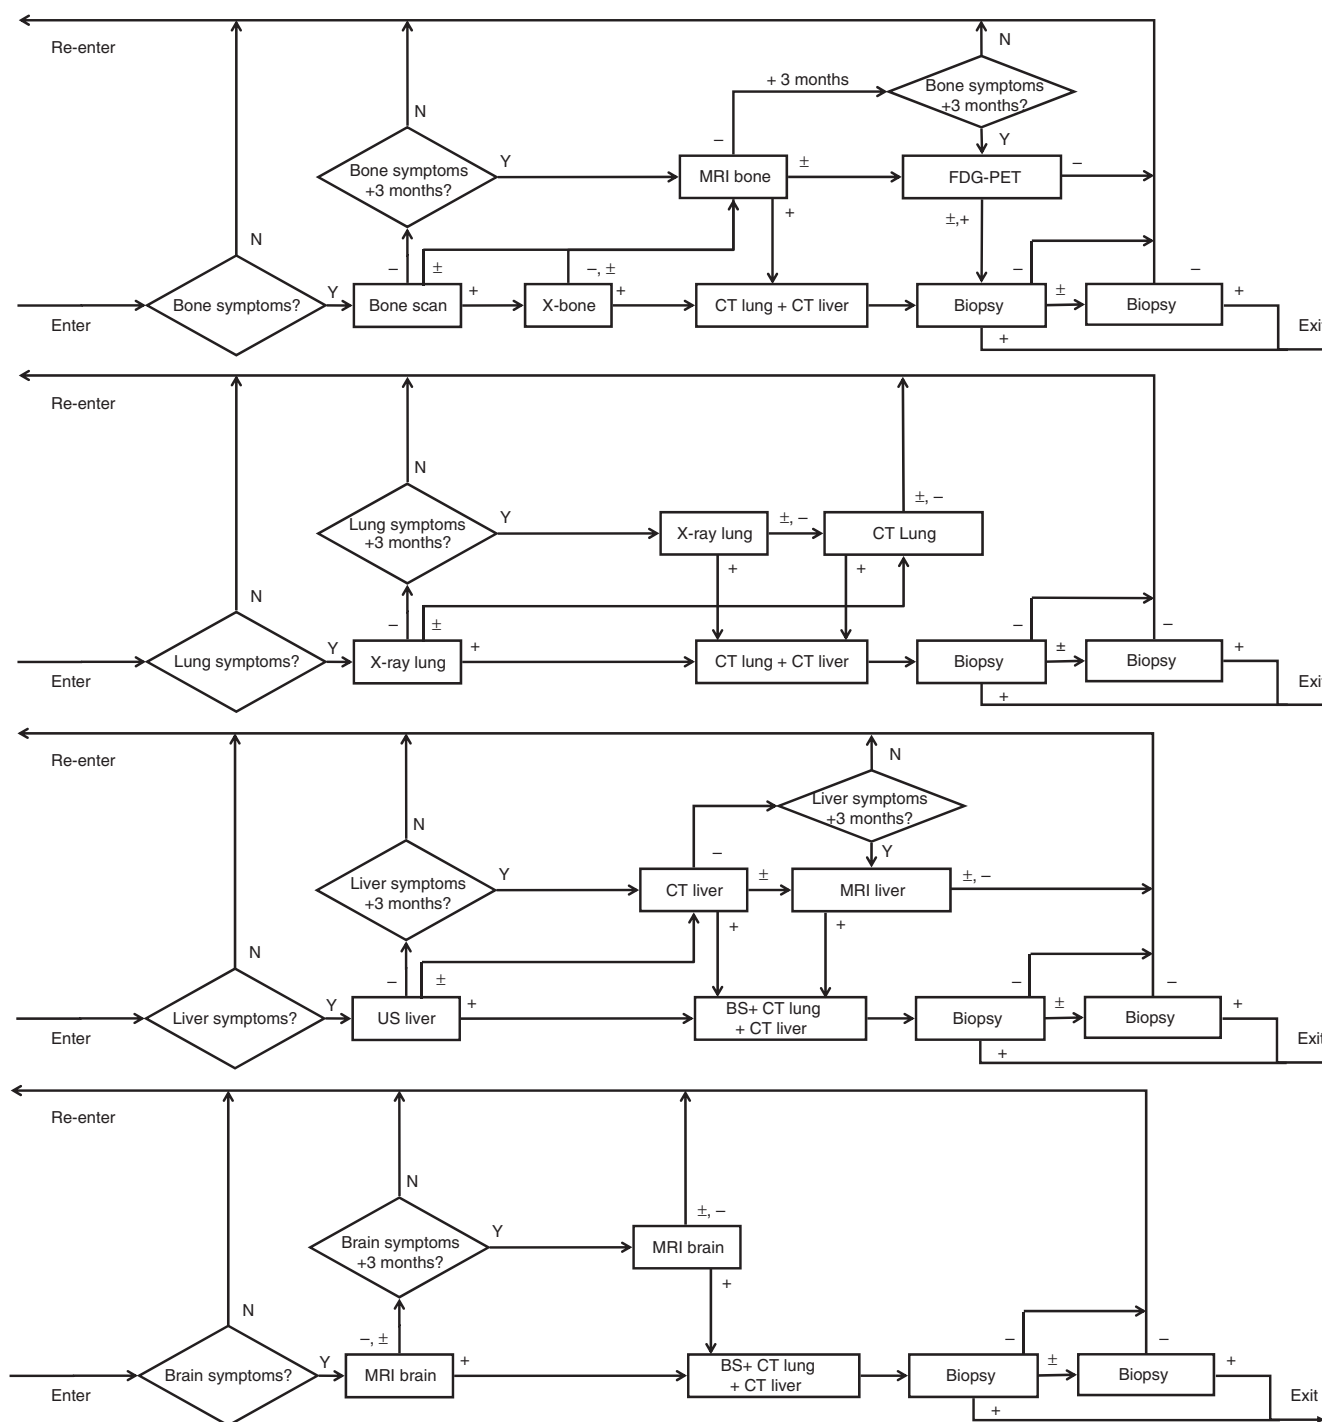 Re-enter
N
+ 3 months
Bone symptoms
+3 months?
N
Y
Bone symptoms
+3 months?
Y
–
MRI bone
±
FDG-PET
–
+
±,+
N
–
±
–, ±
–
–
Bone symptoms?
Y
Bone scan
+
X-bone
+
CT lung + CT liver
Biopsy
±
Biopsy
+
Enter
+
Exit
Re-enter
N
±, –
Lung symptoms
+3 months?
Y
X-ray lung
±, –
CT Lung
+
+
N
–
±
–
–
Lung symptoms?
Y
X-ray lung
+
CT lung + CT liver
Biopsy
±
Biopsy
+
Enter
+
Exit
Re-enter
N
Liver symptoms
+3 months?
N
–
Y
Liver symptoms
+3 months?
Y
CT liver
±
MRI liver
±, –
+
+
N
–
±
–
–
Liver symptoms?
Y
US liver
+
BS+ CT lung
+ CT liver
Biopsy
±
Biopsy
+
Enter
+
Exit
Re-enter
N
±, –
Brain symptoms
+3 months?
Y
MRI brain
+
N
–, ±
–
–
Brain symptoms?
Y
MRI brain
+
BS+ CT lung
+ CT liver
Biopsy
±
Biopsy
+
Enter
+
Exit